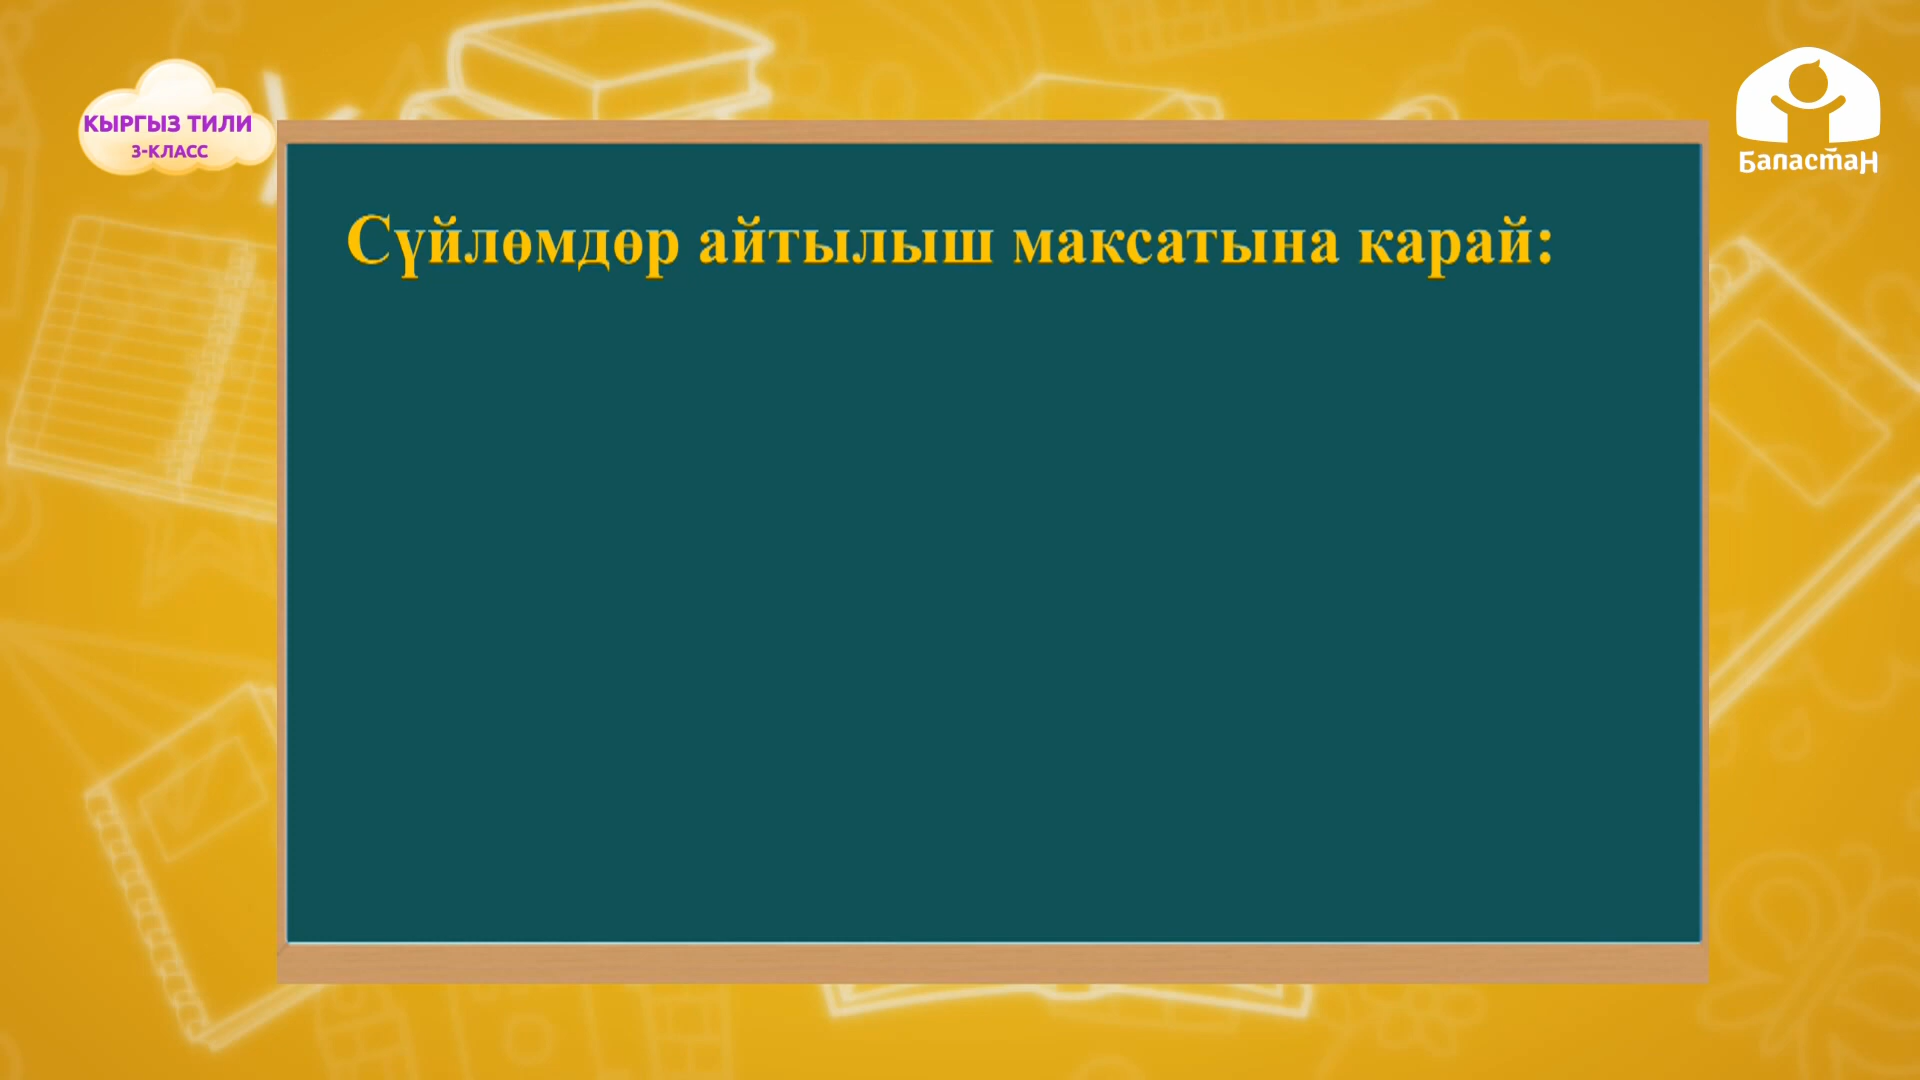 КЫРГЫЗ ТИЛИ
3-КЛАСС
Баластан
Сүйлөмдөр айтылыш максатына карай: